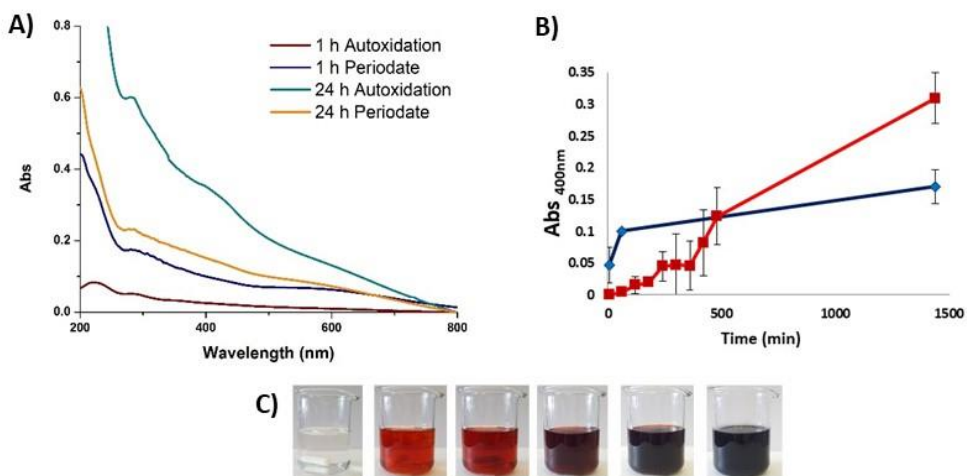 A)
0.8
0.6
0.4
0.2
0.0
Abs
200
400
600
800
Wavelength (nm)
1 h Autoxidation
1 h Periodate
24 h Autoxidation
24 h Periodate
B)
0.35
0.3
0.25
0.2
0.15
0.1
0.05
0
Abs 400nm
0
500
1000
1500
Time (min)
C)